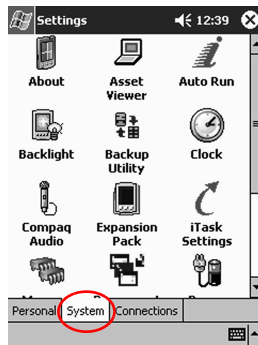 Settings 12:39
About Asset Viewer Auto Run
Backlight Backup Utility Clock
Compaq Audio Expansion Pack iTask Settings
Personal System Connections